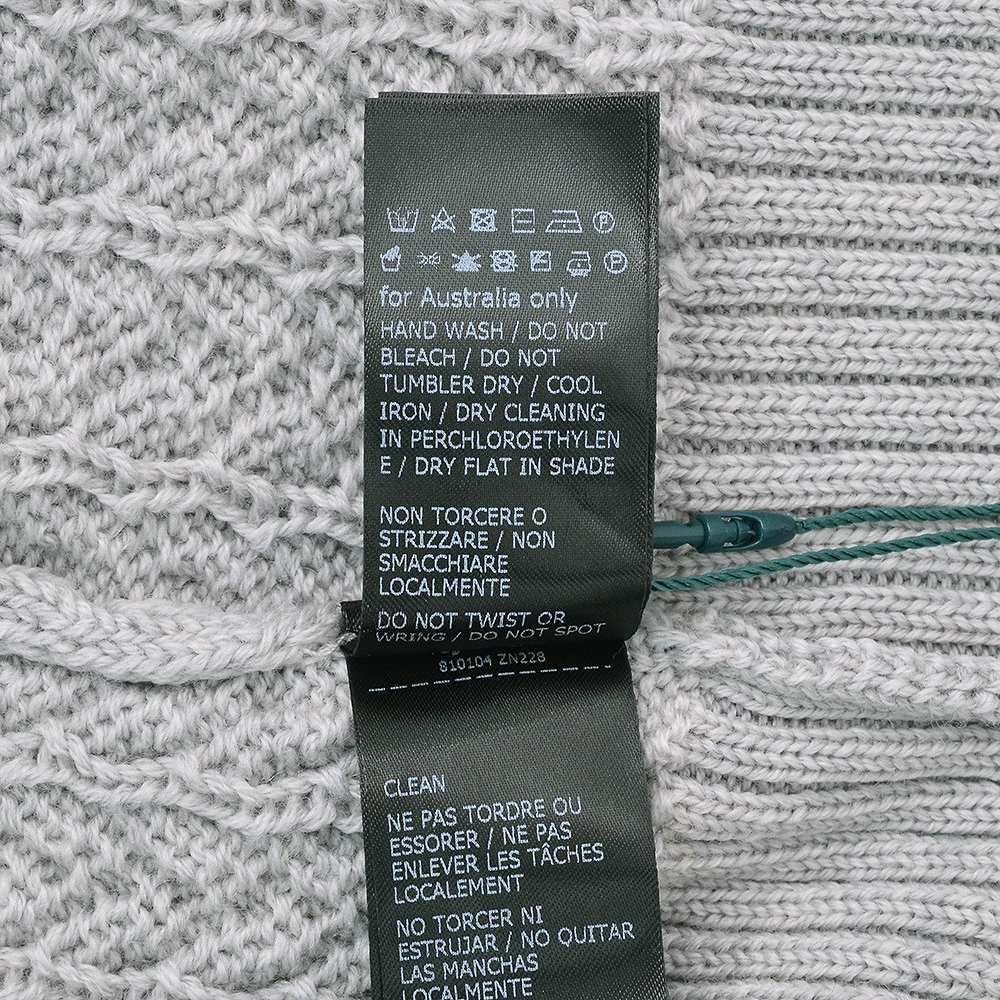 for Australia only
HAND WASH / DO NOT
BLEACH / DO NOT
TUMBLER DRY / COOL
IRON / DRY CLEANING
IN PERCHLOROETHYLEN
E / DRY FLAT IN SHADE
NON TORCERE O
STRIZZARE / NON
SMACCHIARE
LOCALMENTE
DO NOT TWIST OR
WRING / DO NOT SPOT
810104 ZN228
CLEAN
NE PAS TORDRE OU
ESSORER / NE PAS
ENLEVER LES TÂCHES
LOCALEMENT
NO TORCER NI
ESTRUJAR / NO QUITAR
LAS MANCHAS
LOCALMENTE